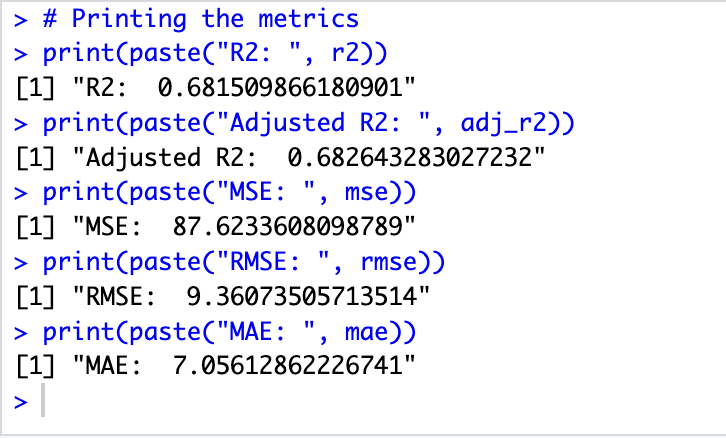 > # Printing the metrics
> print(paste("R2: ", r2))
[1] "R2:  0.681509866180901"
> print(paste("Adjusted R2: ", adj_r2))
[1] "Adjusted R2:  0.682643283027232"
> print(paste("MSE: ", mse))
[1] "MSE:  87.6233608098789"
> print(paste("RMSE: ", rmse))
[1] "RMSE:  9.36073505713514"
> print(paste("MAE: ", mae))
[1] "MAE:  7.05612862226741"
>